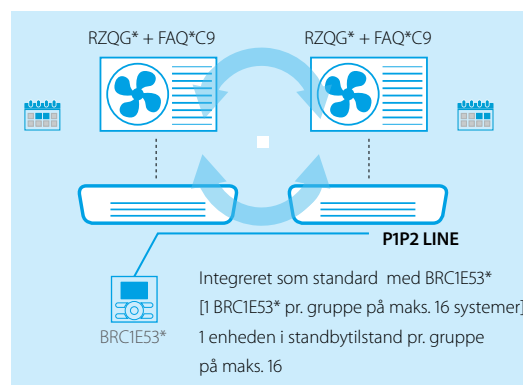 RZQG* + FAQ*C9
RZQG* + FAQ*C9
P1P2 LINE
BRC1E53*
Integreret som standard med BRC1E53*
[1 BRC1E53* pr. gruppe på maks. 16 systemer]
1 enheden i standbytilstand pr. gruppe
på maks. 16